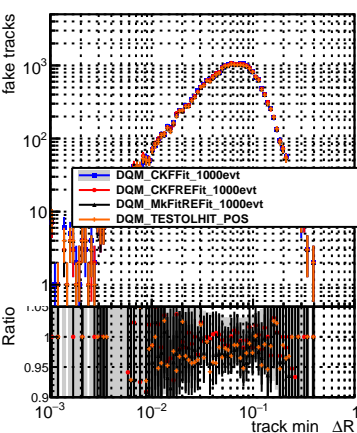 fake tracks
10³
10²
10
1
DQM_CKFFit_1000evt
DQM_CKFREFit_1000evt
DQM_MkFitREFit_1000evt
DQM_TESTOLHIT_POS
Ratio
1.05
1
0.95
0.9
10⁻³ 10⁻² 10⁻¹ 1
track min ΔR